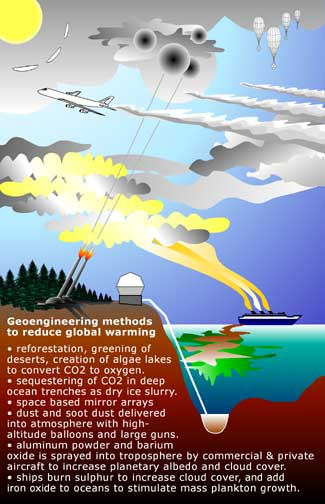 Geoengineering methods
to reduce global warming
• reforestation, greening of
deserts, creation of algae lakes
to convert CO2 to oxygen.
• sequestering of CO2 in deep
ocean trenches as dry ice slurry.
• space based mirror arrays
• dust and soot dust delivered
into atmosphere with high-
altitude balloons and large guns.
• aluminum powder and barium
oxide is sprayed into troposphere by commercial & private
aircraft to increase planetary albedo and cloud cover.
• ships burn sulphur to increase cloud cover, and add
iron oxide to oceans to stimulate mass plankton growth.